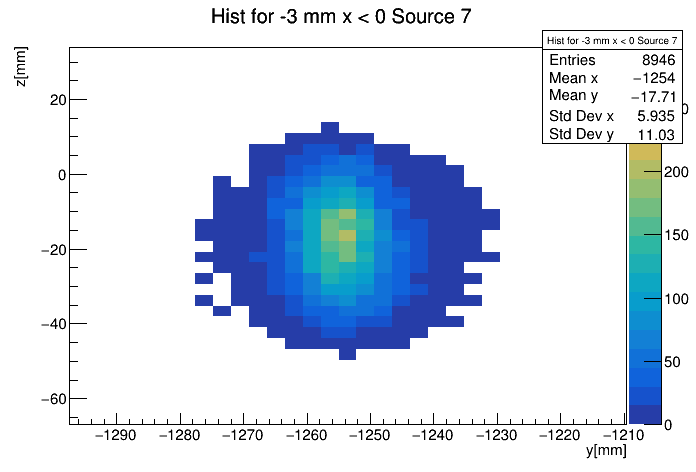 Hist for -3 mm x < 0 Source 7
Hist for -3 mm x < 0 Source 7
Entries 8946
Mean x −1254
Mean y −17.71
Std Dev x 5.935
Std Dev y 11.03
z[mm]
20
0
−20
−40
−60
−1290 −1280 −1270 −1260 −1250 −1240 −1230 −1220 −1210
y[mm]
200
150
100
50
0